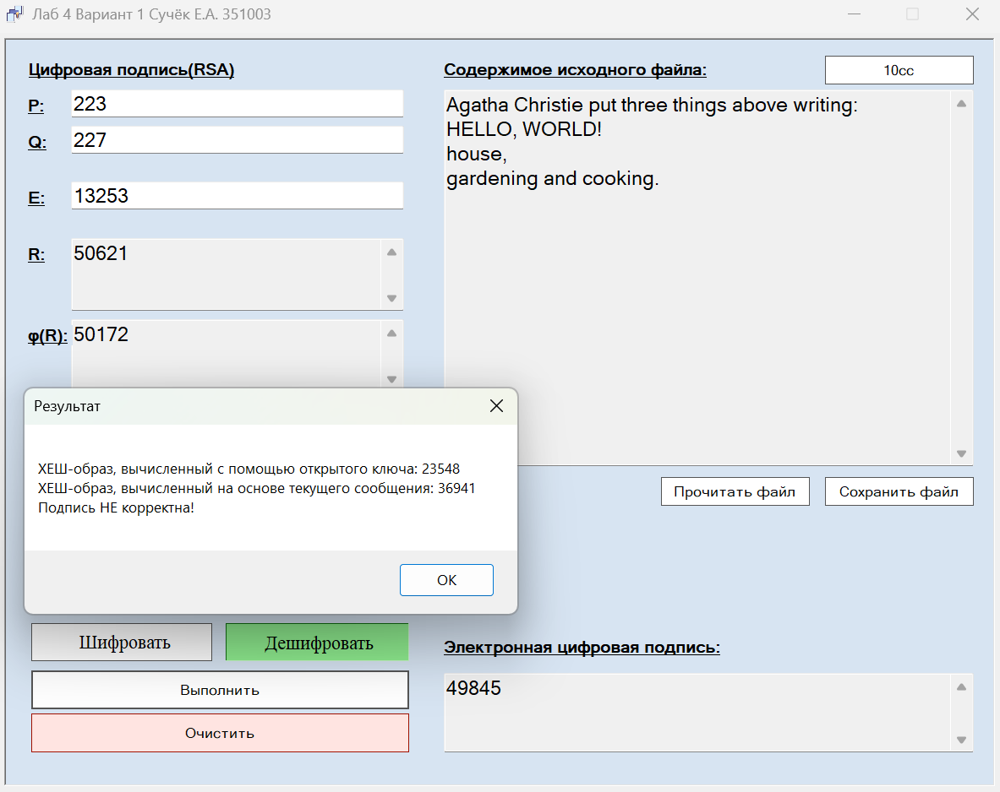 Лаб 4 Вариант 1 Сучёк Е.А. 351003
Цифровая подпись(RSA)
P: 223
Q: 227
E: 13253
R: 50621
φ(R): 50172
Содержимое исходного файла:
10cc
Agatha Christie put three things above writing:
HELLO, WORLD!
house,
gardening and cooking.
Прочитать файл
Сохранить файл
Результат
ХЕШ-образ, вычисленный с помощью открытого ключа: 23548
ХЕШ-образ, вычисленный на основе текущего сообщения: 36941
Подпись НЕ корректна!
OK
Шифровать
Дешифровать
Выполнить
Очистить
Электронная цифровая подпись:
49845